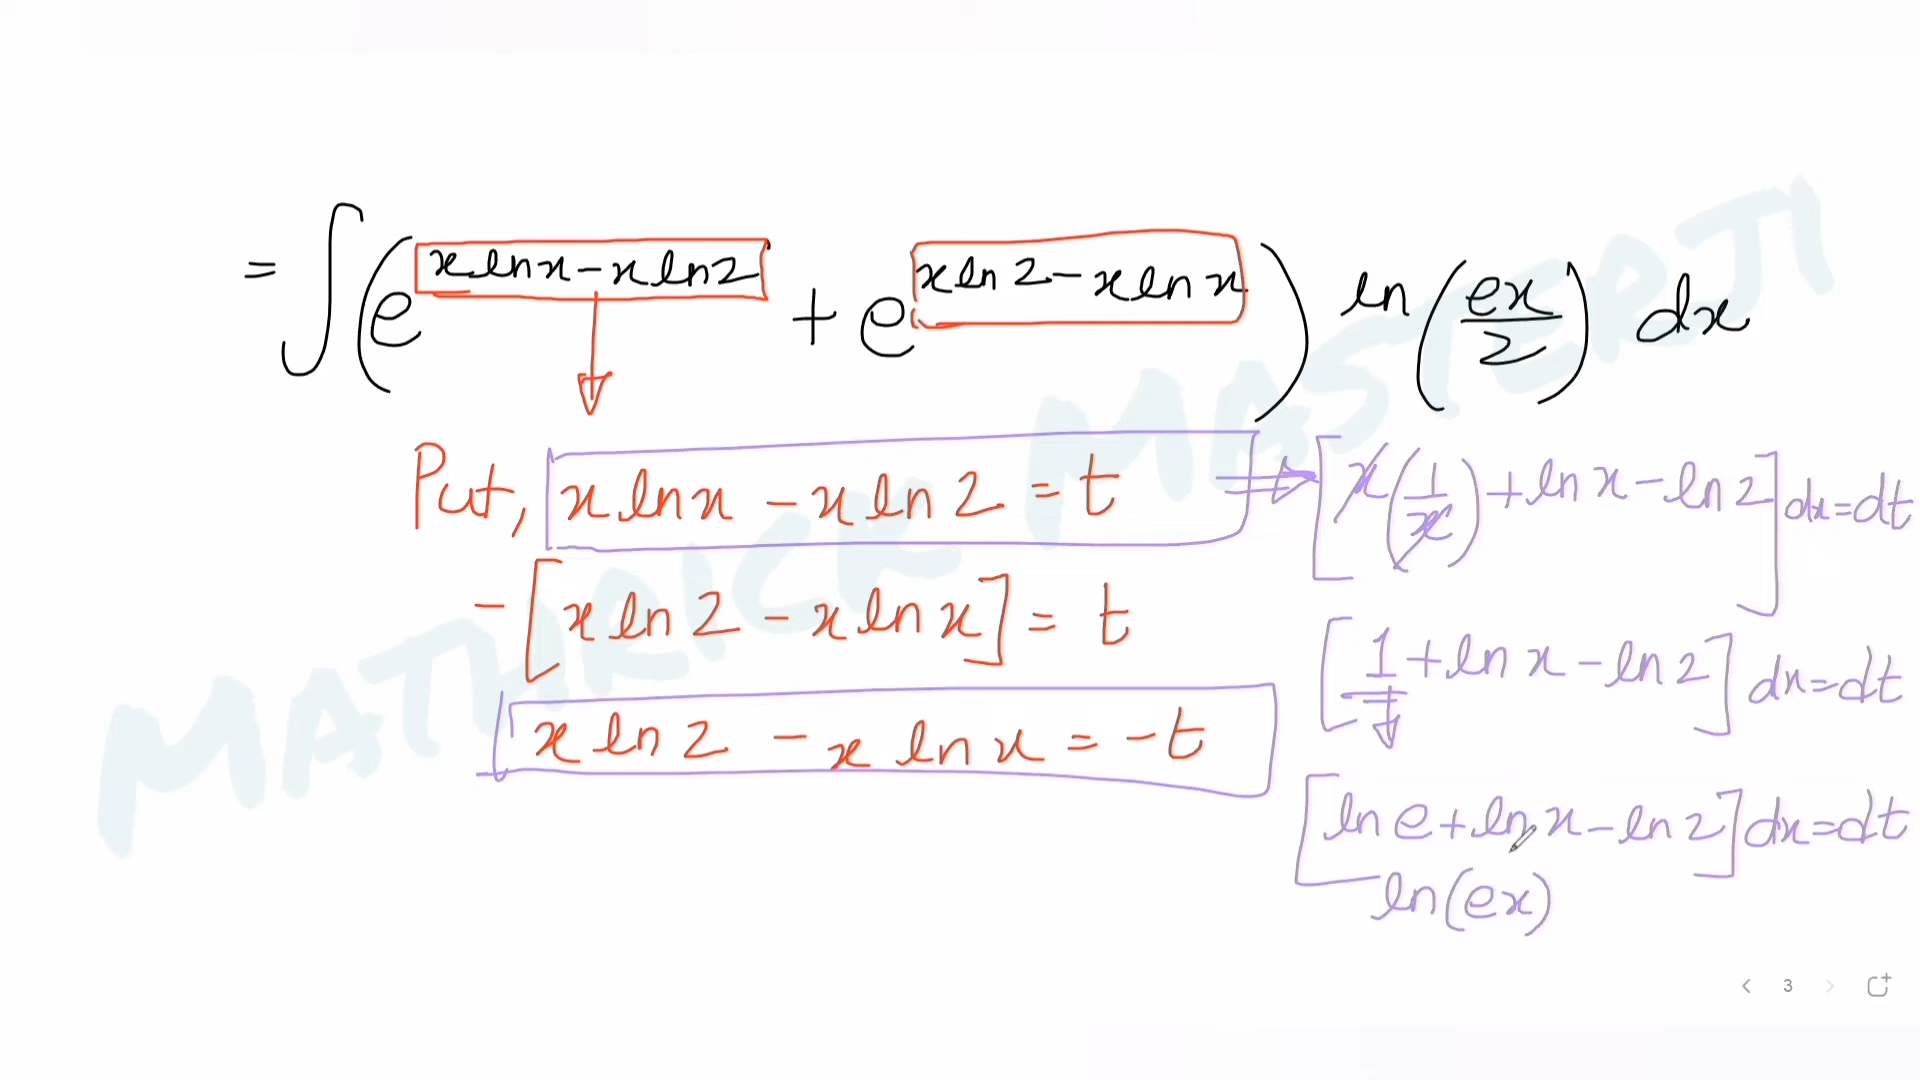 = ∫ (e^(x ln x - x ln 2) + e^(x ln 2 - x ln x)) ln (ex/2) dx
Put, x ln x - x ln 2 = t ⇒ [x(1/x) + ln x - ln 2] dx = dt
- [x ln 2 - x ln x] = t
[1 + ln x - ln 2] dx = dt
x ln 2 - x ln x = - t
[ln e + ln x - ln 2] dx = dt
ln(ex)
MATHRICK MASTERJI
< 3 >